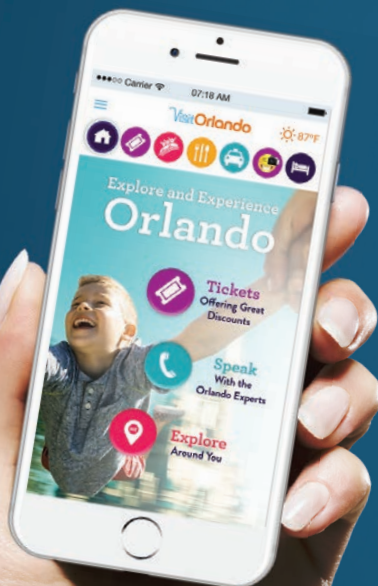 Carrier
07:18 AM
VisitOrlando
87°F
Explore and Experience
Orlando
Tickets
Offering Great
Discounts
Speak
With the
Orlando Experts
Explore
Around You